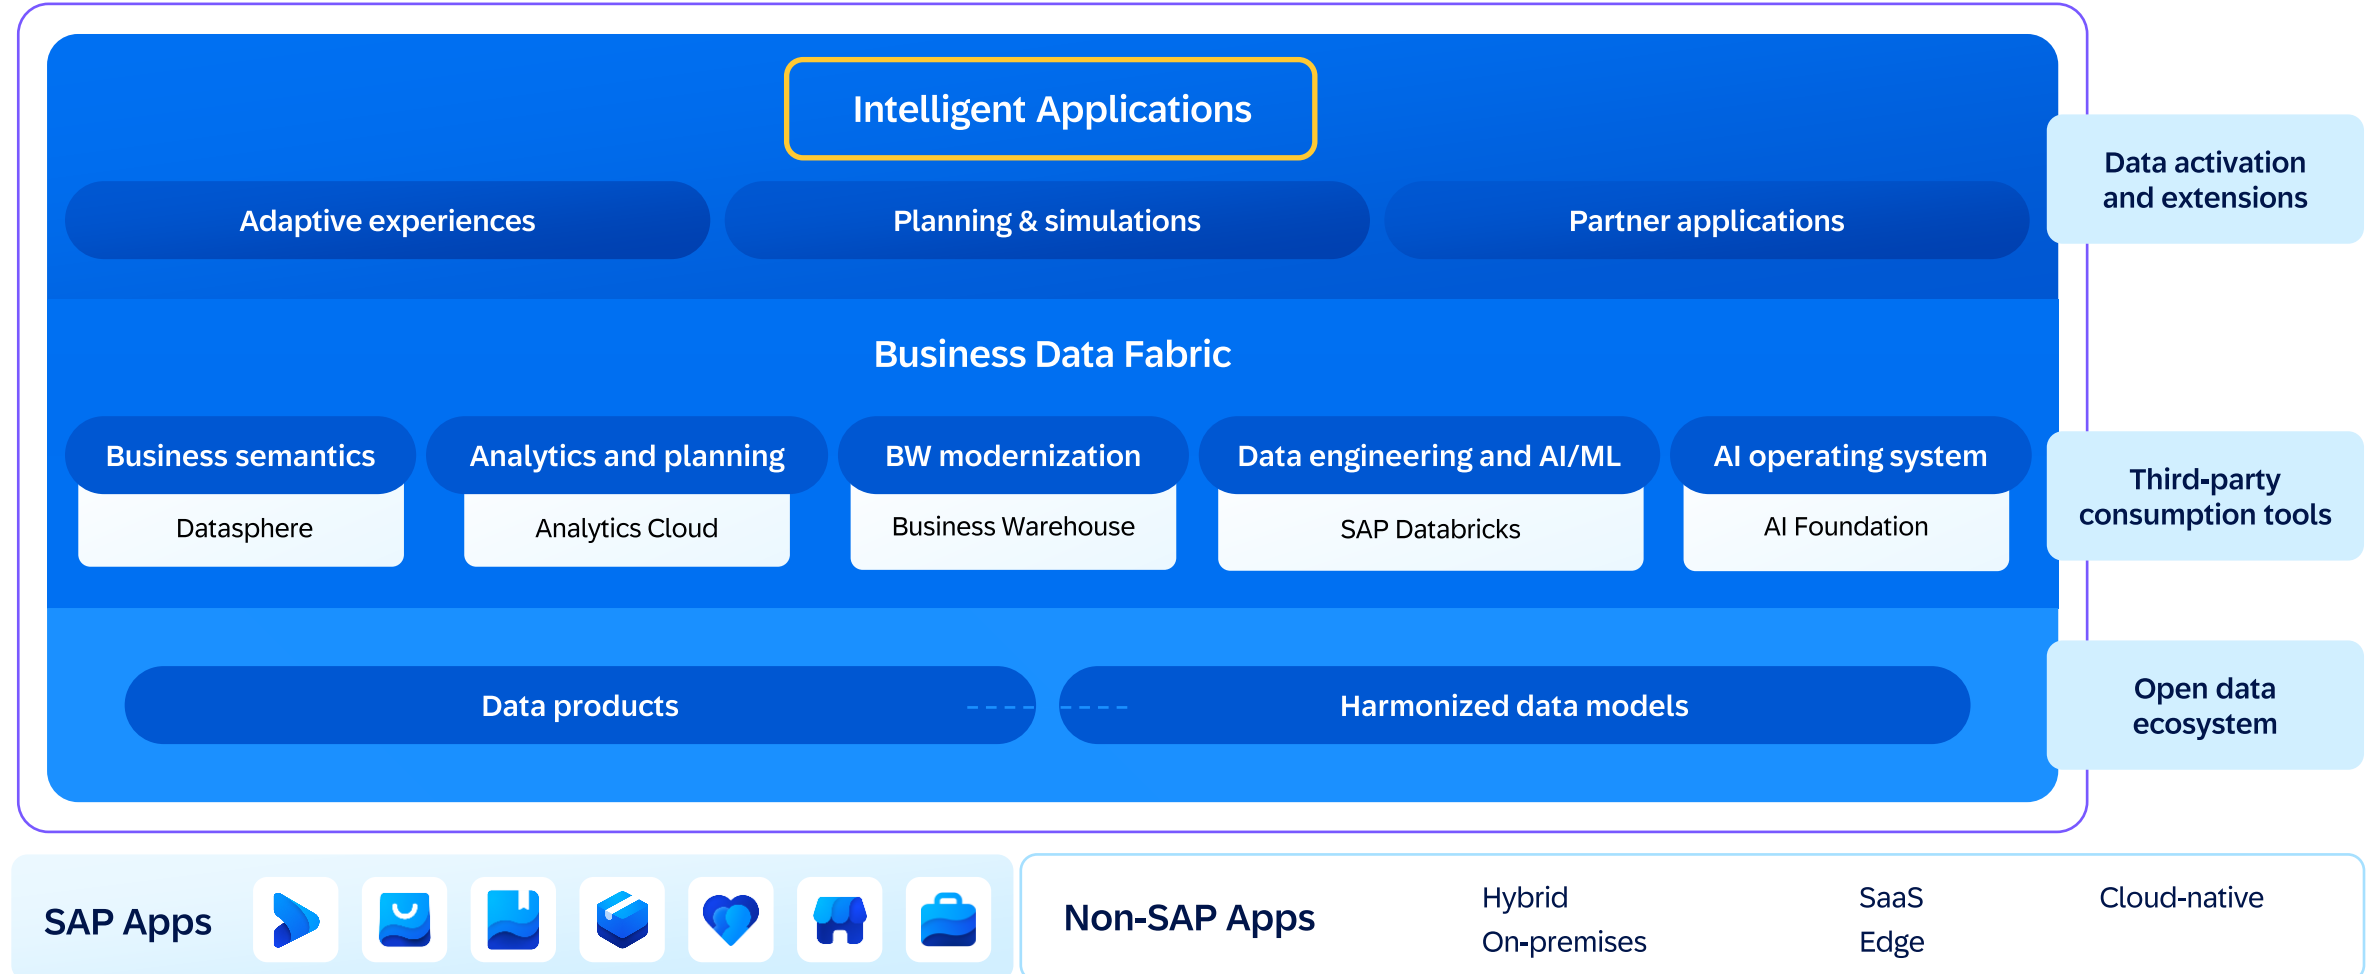 Intelligent Applications
Adaptive experiences
Planning & simulations
Partner applications
Data activation
and extensions
Business Data Fabric
Business semantics
Analytics and planning
BW modernization
Data engineering and AI/ML
AI operating system
Datasphere
Analytics Cloud
Business Warehouse
SAP Databricks
AI Foundation
Third-party
consumption tools
Data products
Harmonized data models
Open data
ecosystem
SAP Apps
Non-SAP Apps
Hybrid
On-premises
SaaS
Edge
Cloud-native